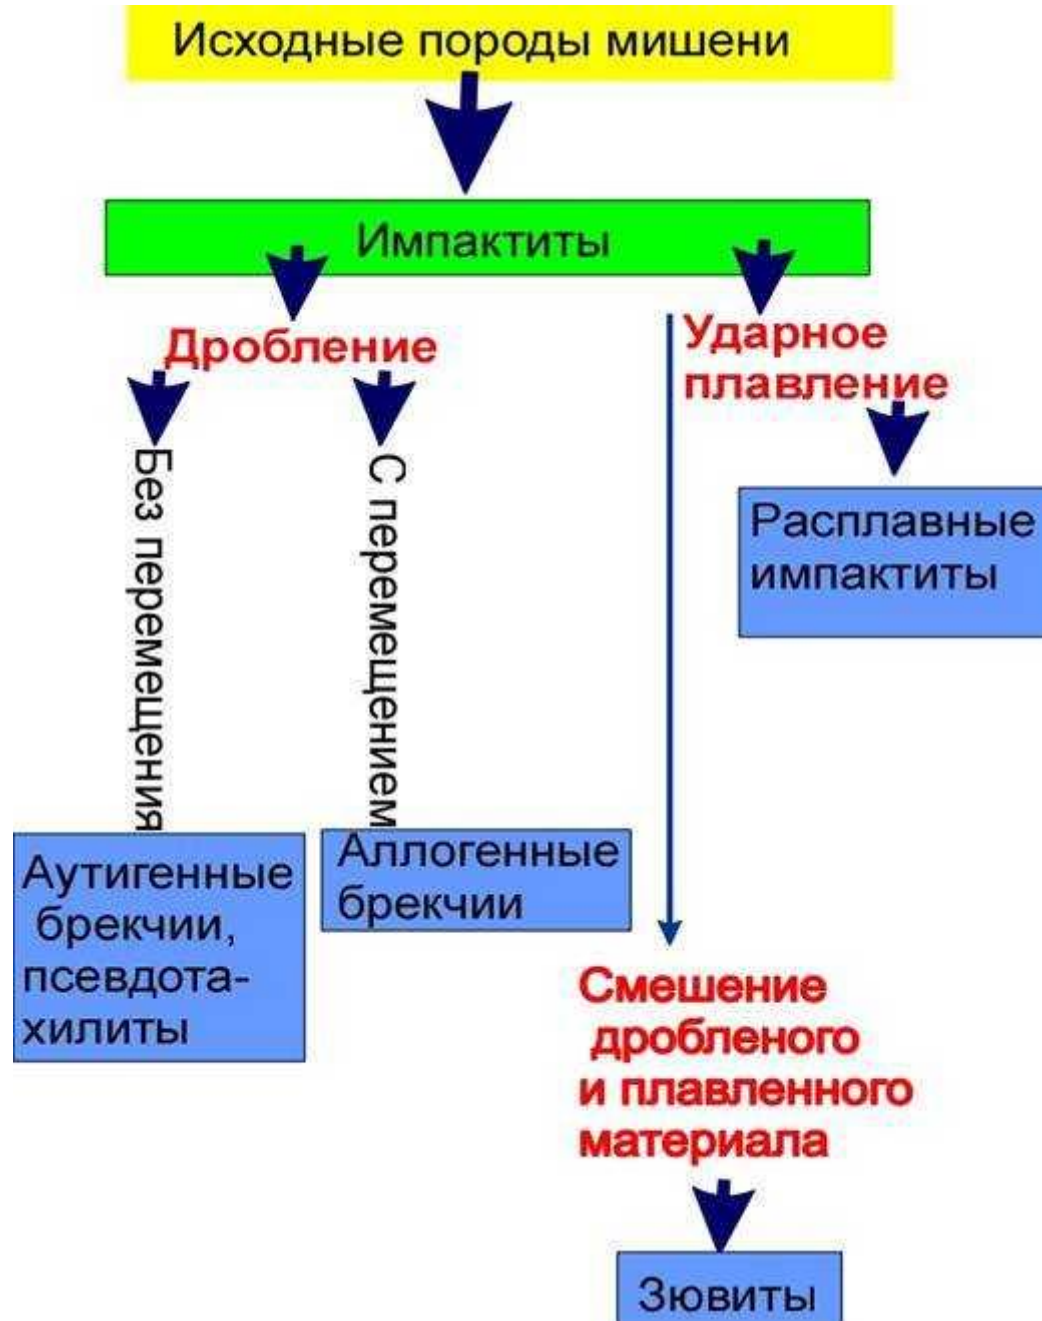 Исходные породы мишени
Импактиты
Дробление
Без перемещения
С перемещением
Аутигенные
брекчии,
псевдота-
хилиты
Аллогенные
брекчии
Ударное
плавление
Расплавные
импактиты
Смешение
дробленого
и плавленного
материала
Зювиты